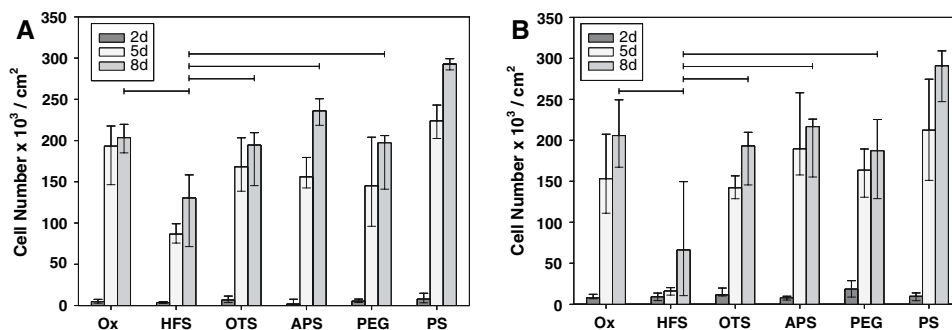 A
Cell Number x 10³ / cm²
350
300
250
200
150
100
50
0
2d
5d
8d
Ox HFS OTS APS PEG PS
B
Cell Number x 10³ / cm²
350
300
250
200
150
100
50
0
2d
5d
8d
Ox HFS OTS APS PEG PS